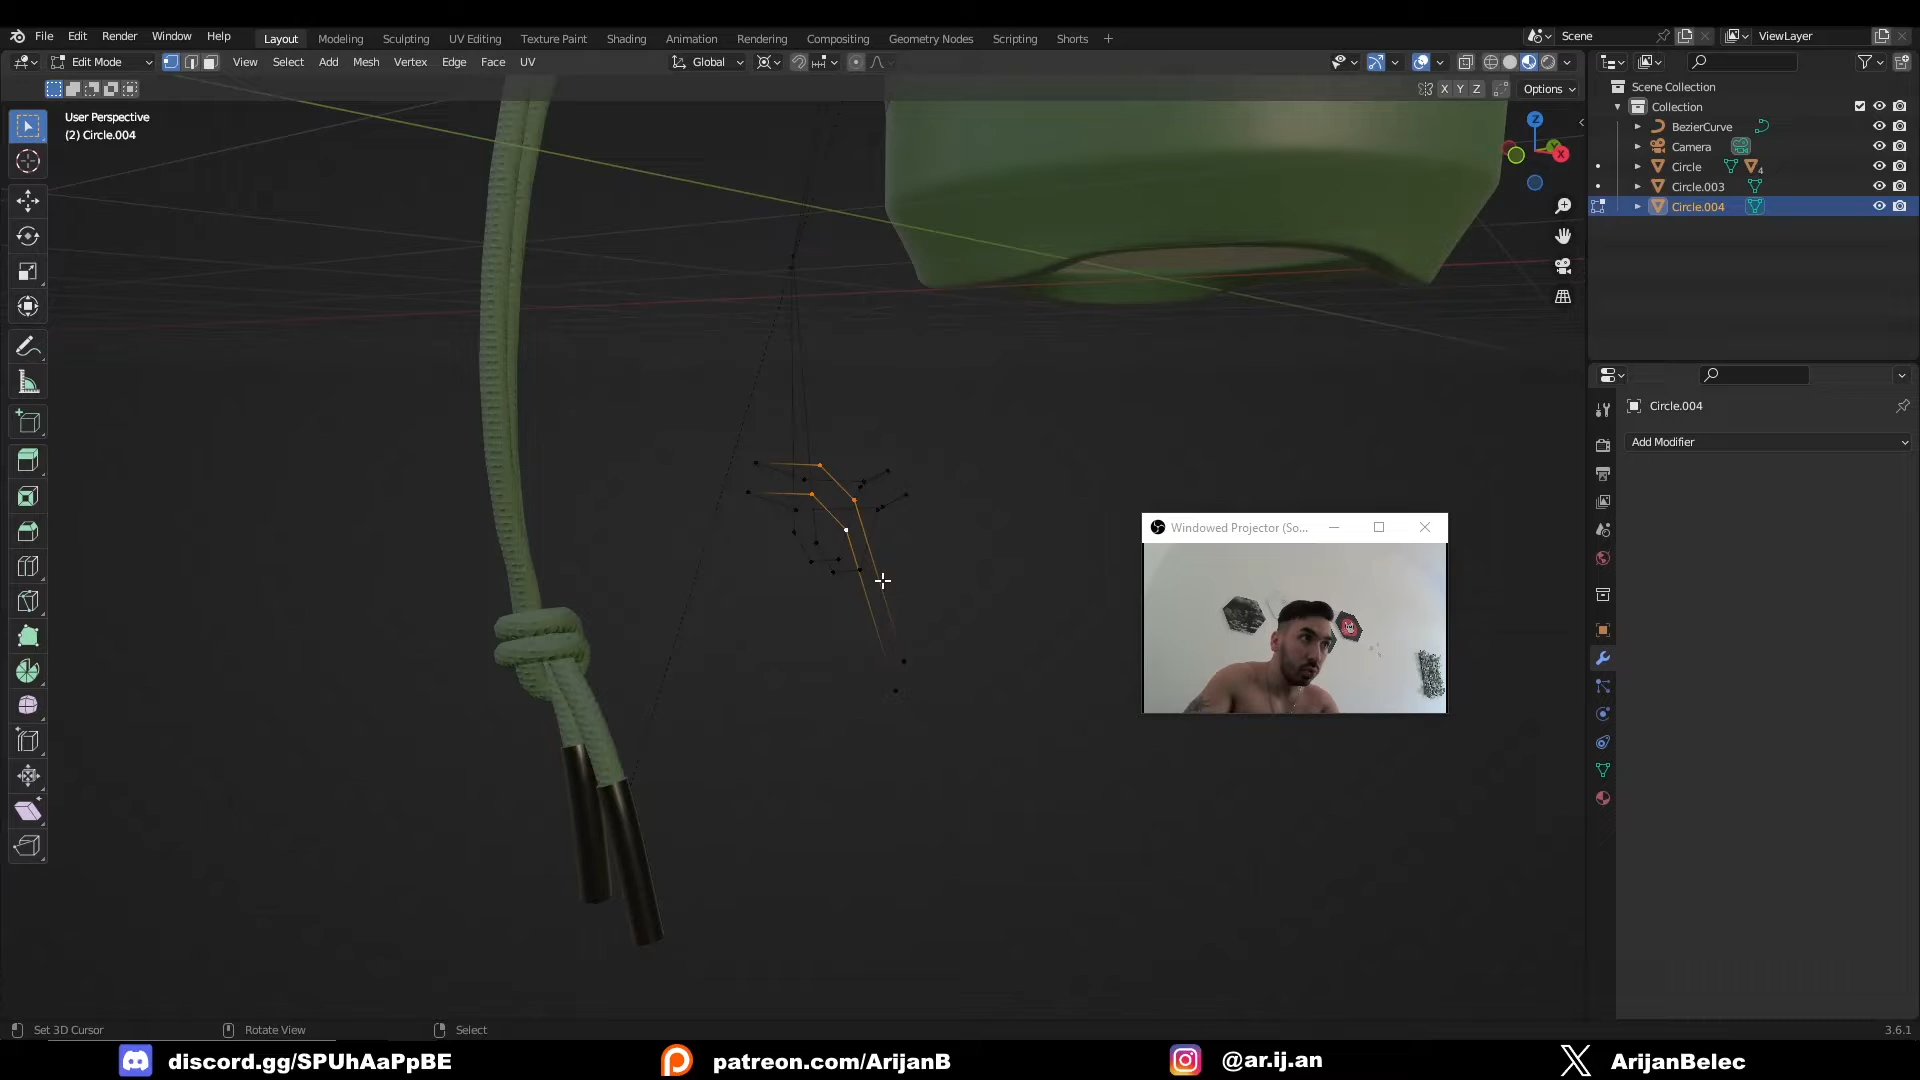 File Edit Render Window Help Layout Modeling Sculpting UV Editing Texture Paint Shading Animation Rendering Compositing Geometry Nodes Scripting Shorts + Scene ViewLayer
Edit Mode View Select Add Mesh Vertex Edge Face UV Global
X Y Z Options
User Perspective
(2) Circle.004
Z
X
Scene Collection
Collection
BezierCurve
Camera
Circle 4
Circle.003
Circle.004
Circle.004
Add Modifier
Windowed Projector (So...
Set 3D Cursor Rotate View Select 3.6.1
discord.gg/SPUhAaPpBE patreon.com/ArijanB @ar.ij.an ArijanBelec